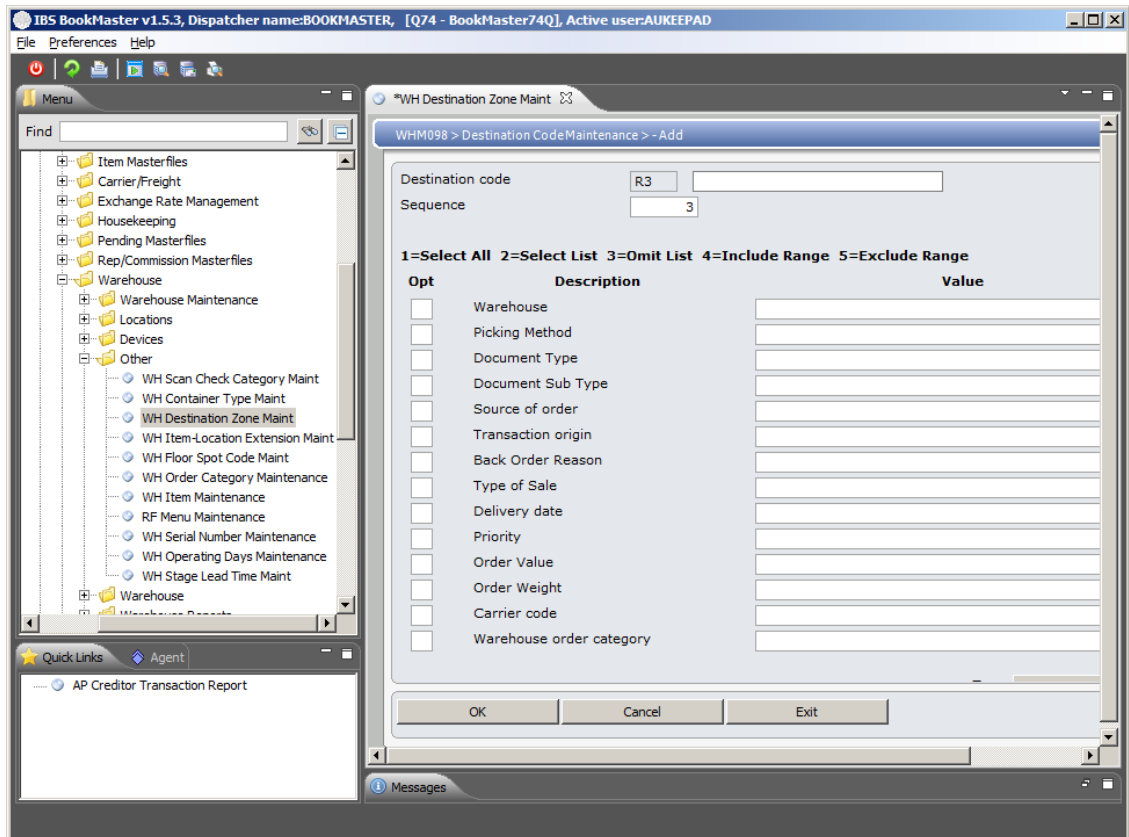 IBS BookMaster v1.5.3, Dispatcher name:BOOKMASTER, [Q74 - BookMaster74Q], Active user:AUKEEPAD
File Preferences Help
Menu
Find
Item Masterfiles
Carrier/Freight
Exchange Rate Management
Housekeeping
Pending Masterfiles
Rep/Commission Masterfiles
Warehouse
Warehouse Maintenance
Locations
Devices
Other
WH Scan Check Category Maint
WH Container Type Maint
WH Destination Zone Maint
WH Item-Location Extension Maint
WH Floor Spot Code Maint
WH Order Category Maintenance
WH Item Maintenance
RF Menu Maintenance
WH Serial Number Maintenance
WH Operating Days Maintenance
WH Stage Lead Time Maint
Warehouse
Warehouse Reports
Quick Links Agent
AP Creditor Transaction Report
*WH Destination Zone Maint
WHM098 > Destination Code Maintenance > - Add
Destination code R3
Sequence 3
1=Select All 2=Select List 3=Omit List 4=Include Range 5=Exclude Range
Opt Description Value
Warehouse
Picking Method
Document Type
Document Sub Type
Source of order
Transaction origin
Back Order Reason
Type of Sale
Delivery date
Priority
Order Value
Order Weight
Carrier code
Warehouse order category
OK Cancel Exit
Messages